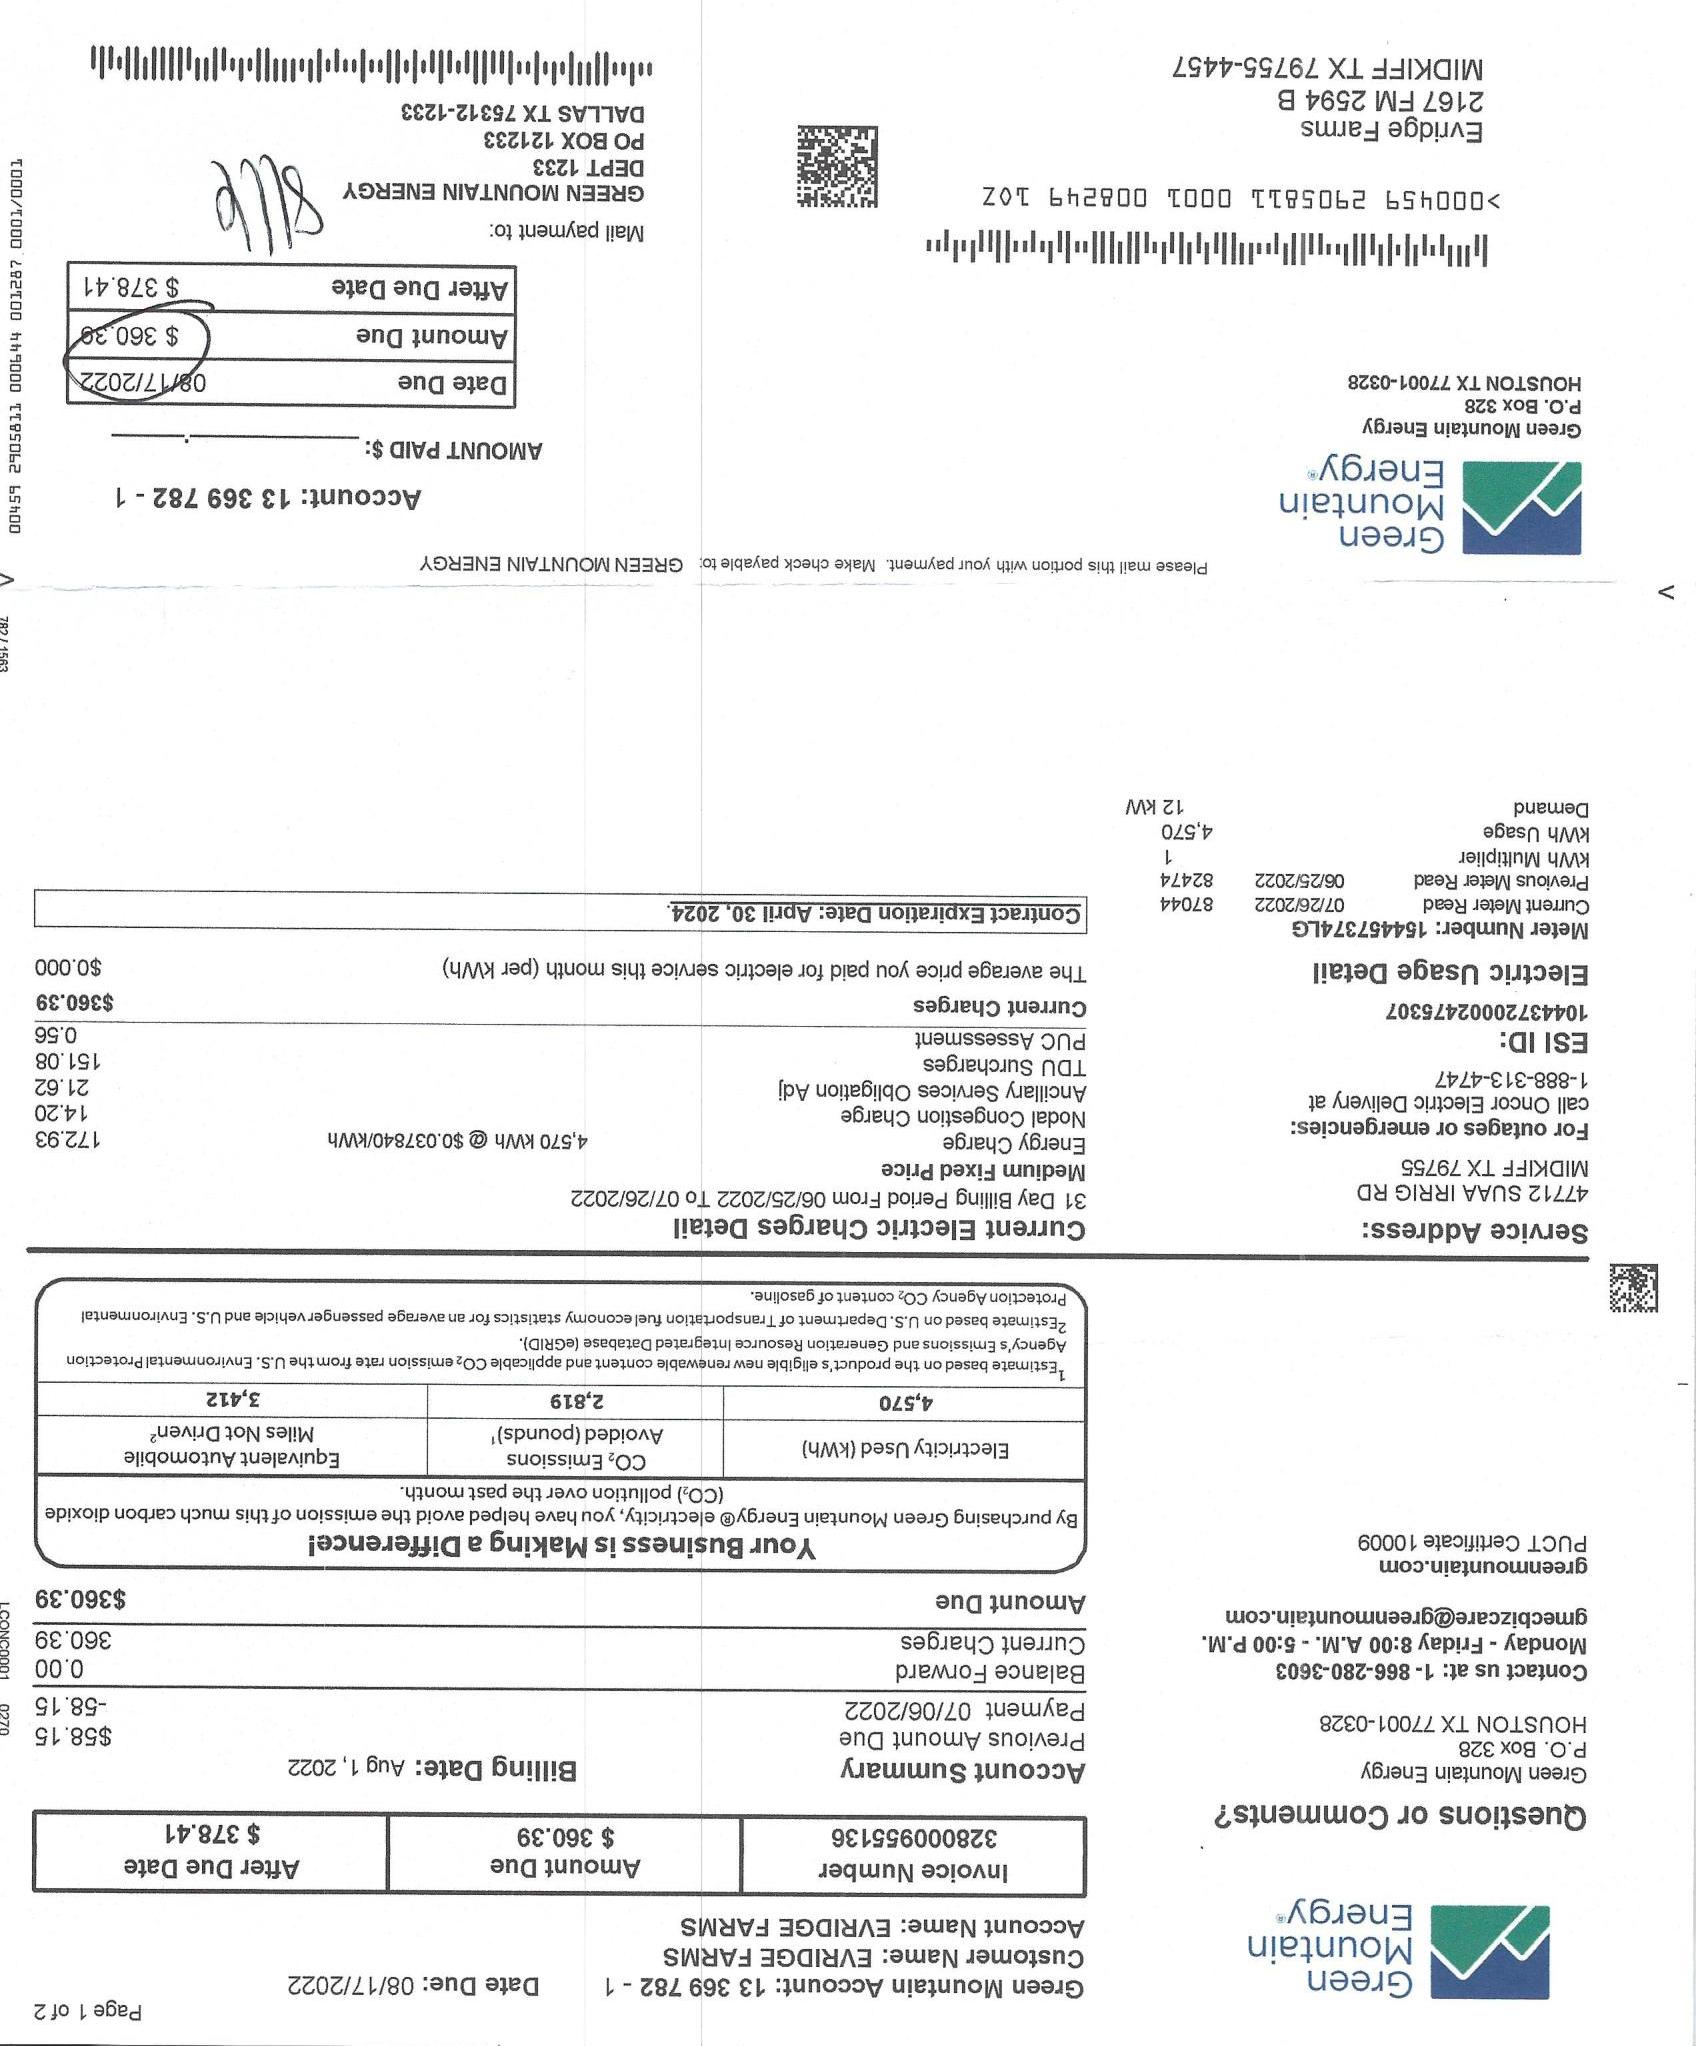 Page 1 of 2
Green Mountain Energy®
Green Mountain Account: 13 369 782 - 1 Date Due: 08/17/2022
Customer Name: EVRIDGE FARMS
Account Name: EVRIDGE FARMS
Invoice Number Amount Due After Due Date
328000955136 $ 360.39 $ 378.41
Questions or Comments?
Green Mountain Energy
P.O. Box 328
HOUSTON TX 77001-0328
Contact us at: 1- 866-280-3603
Monday - Friday 8:00 A.M. - 5:00 P.M.
gmecbizcare@greenmountain.com
greenmountain.com
PUCT Certificate 10009
Account Summary Billing Date: Aug 1, 2022
Previous Amount Due $58.15
Payment 07/06/2022 -58.15
Balance Forward 0.00
Current Charges 360.39
Amount Due $360.39
Your Business is Making a Difference!
By purchasing Green Mountain Energy® electricity, you have helped avoid the emission of this much carbon dioxide
(CO₂) pollution over the past month.
Electricity Used (kWh) CO₂ Emissions Avoided (pounds)¹ Equivalent Automobile Miles Not Driven²
4,570 2,819 3,412
¹Estimate based on the product's eligible new renewable content and applicable CO₂ emission rate from the U.S. Environmental Protection
Agency's Emissions and Generation Resource Integrated Database (eGRID).
²Estimate based on U.S. Department of Transportation fuel economy statistics for an average passenger vehicle and U.S. Environmental
Protection Agency CO₂ content of gasoline.
Service Address:
47712 SUAA IRRIG RD
MIDKIFF TX 79755
For outages or emergencies:
call Oncor Electric Delivery at
1-888-313-4747
ESI ID:
10443720002475307
Electric Usage Detail
Meter Number: 154457374LG
Current Meter Read 07/26/2022 87044
Previous Meter Read 06/25/2022 82474
kWh Multiplier 1
kWh Usage 4,570
Demand 12 kW
Current Electric Charges Detail
31 Day Billing Period From 06/25/2022 To 07/26/2022
Medium Fixed Price
Energy Charge 4,570 kWh @ $0.037840/kWh 172.93
Nodal Congestion Charge 14.20
Ancillary Services Obligation Adj 21.62
TDU Surcharges 151.08
PUC Assessment 0.56
Current Charges $360.39
The average price you paid for electric service this month (per kWh) $0.000
Contract Expiration Date: April 30, 2024.
LCONC0001 0270
782 / 1563
Please mail this portion with your payment. Make check payable to: GREEN MOUNTAIN ENERGY
Green Mountain Energy®
Green Mountain Energy
P.O. Box 328
HOUSTON TX 77001-0328
Account: 13 369 782 - 1
AMOUNT PAID $:
Date Due 08/17/2022
Amount Due $ 360.39
After Due Date $ 378.41
>000459 2905811 0001 008249 10Z
Evridge Farms
2167 FM 2594 B
MIDKIFF TX 79755-4457
Mail payment to:
GREEN MOUNTAIN ENERGY
DEPT 1233
PO BOX 121233
DALLAS TX 75312-1233
00459 2905811 000644 001287 0001/0001